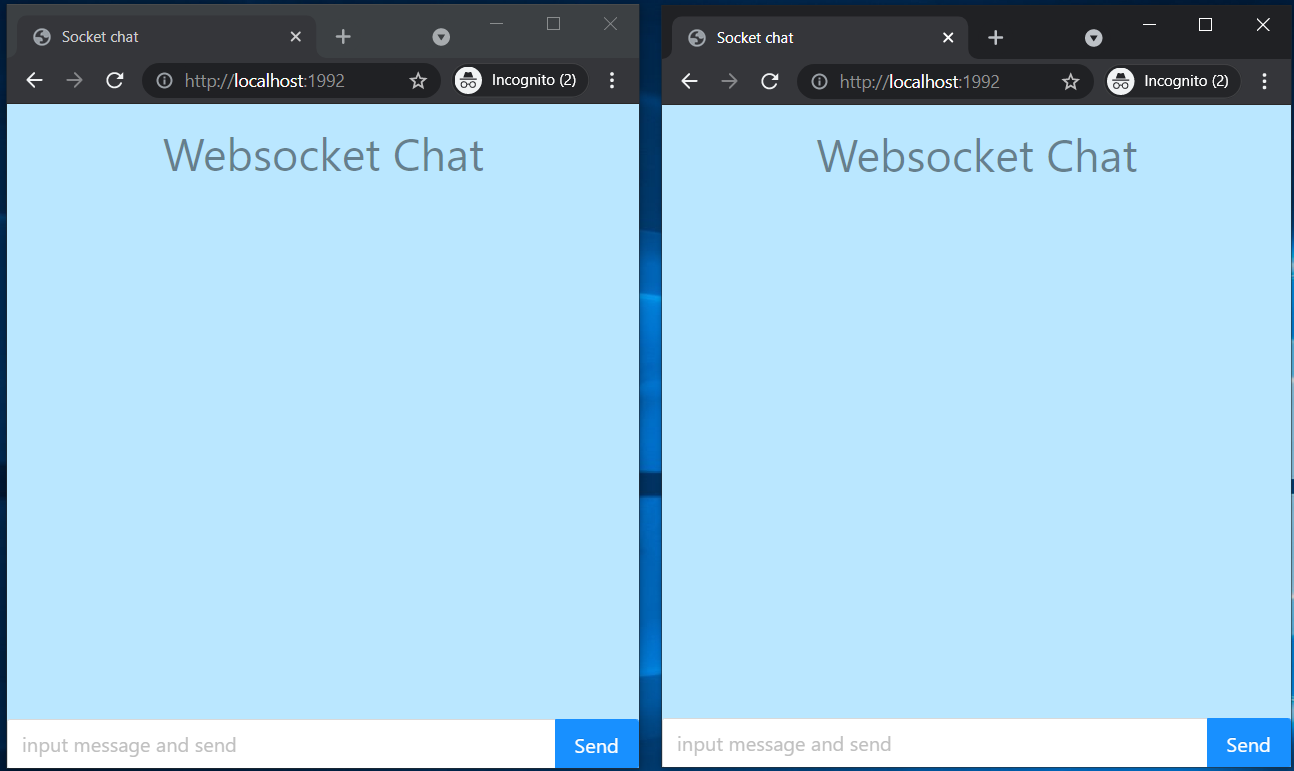 Socket chat
http://localhost:1992
Incognito (2)
Websocket Chat
input message and send
Send
Socket chat
http://localhost:1992
Incognito (2)
Websocket Chat
input message and send
Send